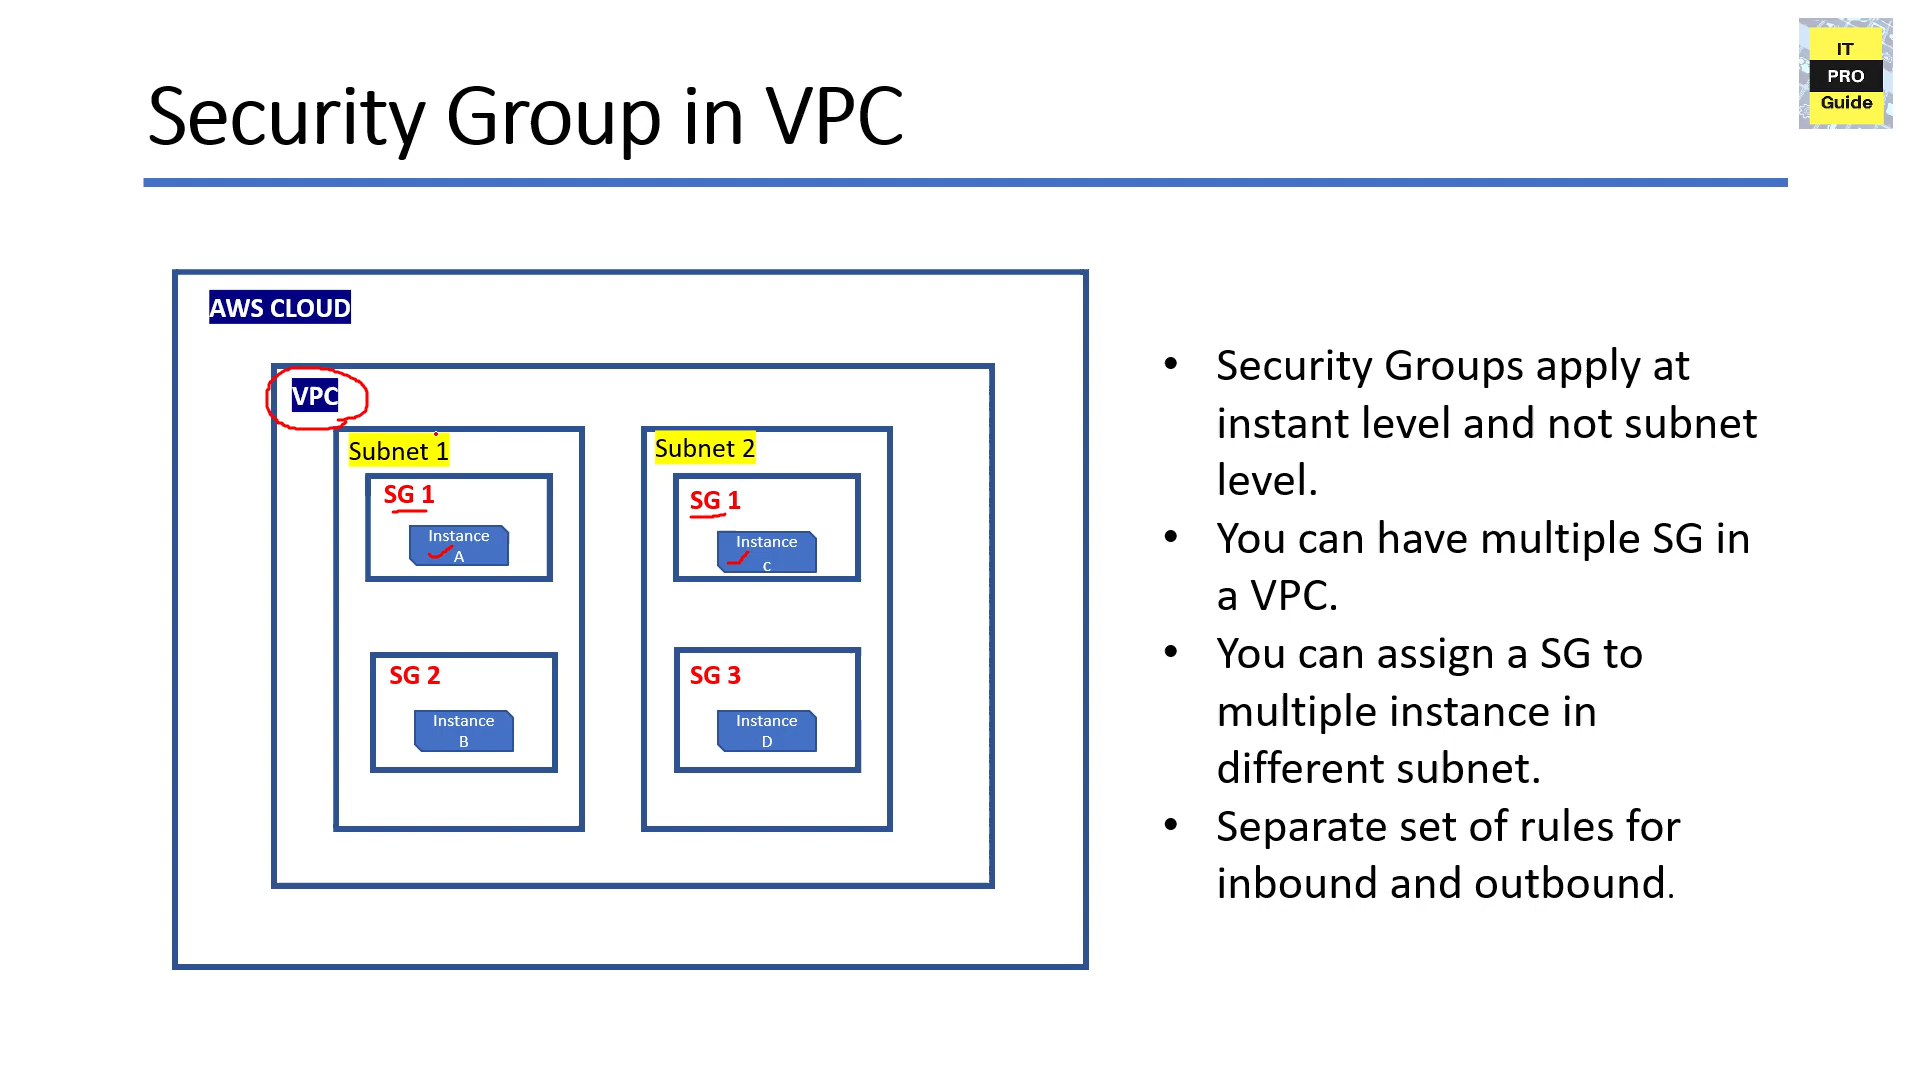 IT
PRO
Guide
Security Group in VPC
AWS CLOUD
VPC
Subnet 1
SG 1
Instance
A
SG 2
Instance
B
Subnet 2
SG 1
Instance
c
SG 3
Instance
D
• Security Groups apply at
instant level and not subnet
level.
• You can have multiple SG in
a VPC.
• You can assign a SG to
multiple instance in
different subnet.
• Separate set of rules for
inbound and outbound.